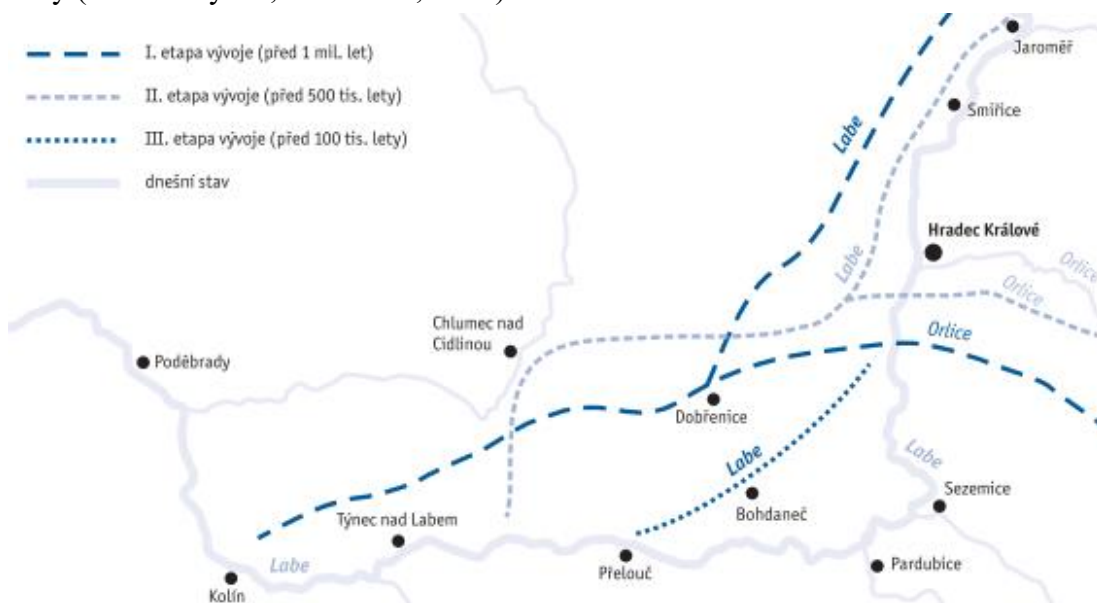 I. etapa vývoje (před 1 mil. let)
II. etapa vývoje (před 500 tis. lety)
III. etapa vývoje (před 100 tis. lety)
dnešní stav
Jaroměř
Smiřice
Labe
Hradec Králové
Orlice
Labe
Orlice
Chlumec nad
Cidlinou
Orlice
Poděbrady
Dobřenice
Labe
Labe
Sezemice
Bohdaneč
Týnec nad Labem
Labe
Přelouč
Pardubice
Kolín